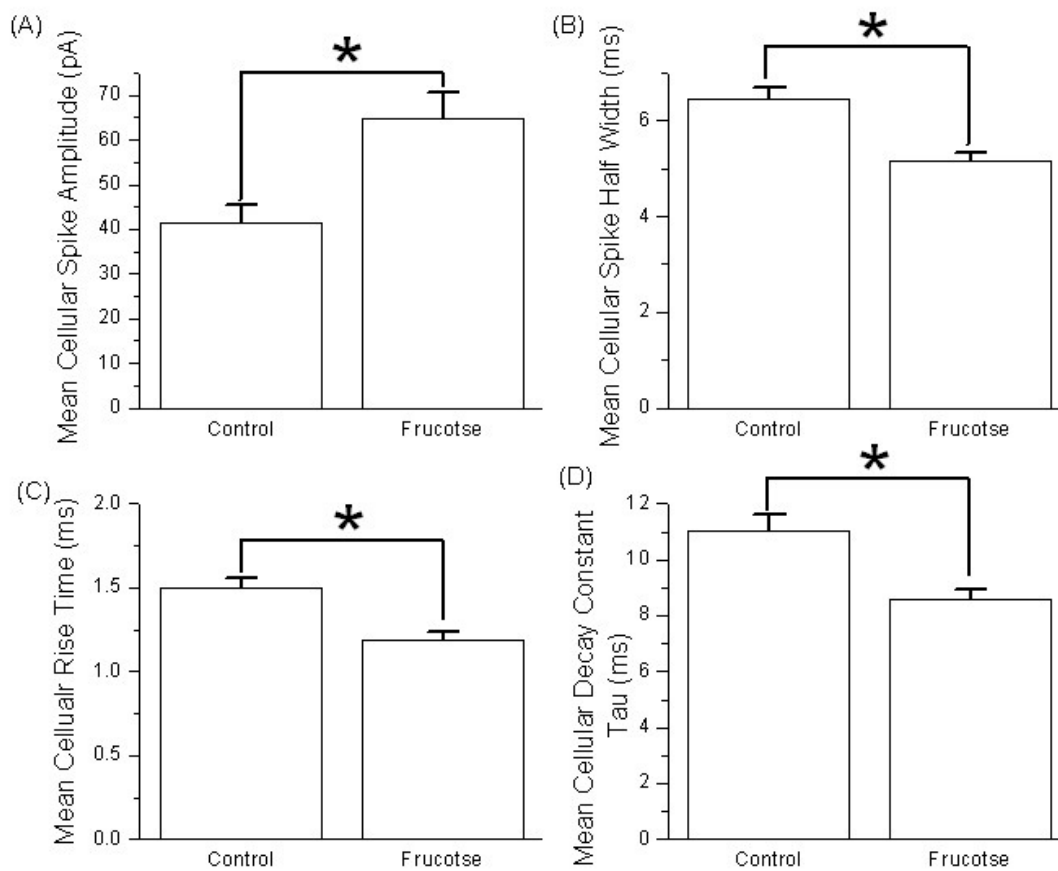 (A)
Mean Cellular Spike Amplitude (pA)
70
60
50
40
30
20
10
0
*
Control
Frucotse
(B)
Mean Cellular Spike Half Width (ms)
6
4
2
0
*
Control
Frucotse
(C)
Mean Cellualr Rise Time (ms)
2.0
1.5
1.0
0.5
0.0
*
Control
Frucotse
(D)
Mean Cellular Decay Constant
Tau (ms)
12
10
8
6
4
2
0
*
Control
Frucotse